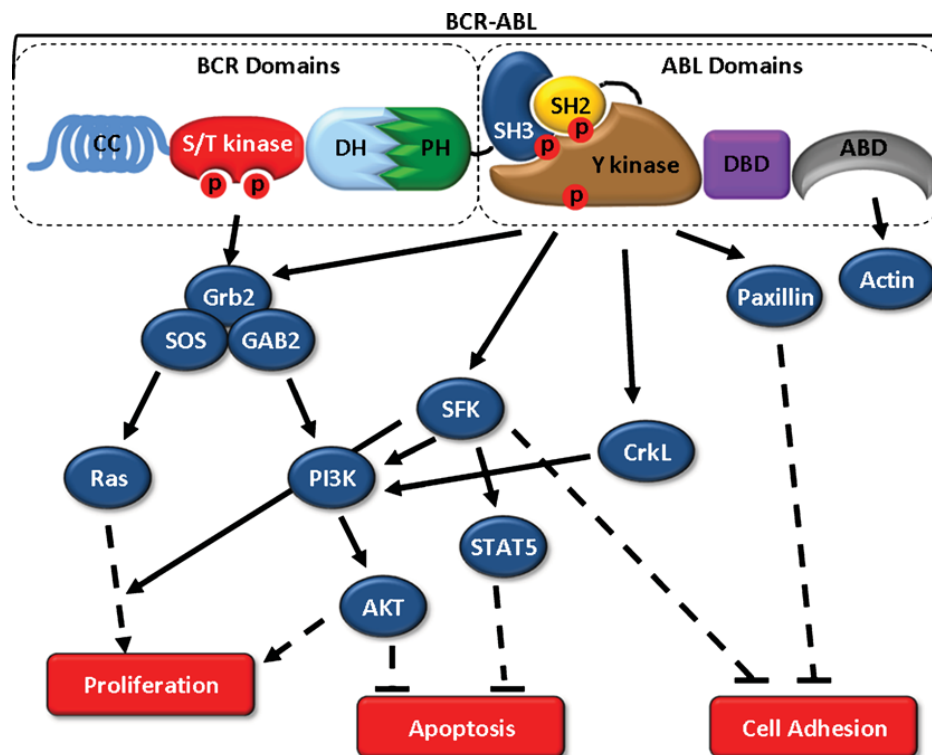 BCR-ABL
BCR Domains
ABL Domains
CC
S/T kinase
p
p
DH
PH
SH3
SH2
p
p
Y kinase
p
DBD
ABD
Grb2
SOS
GAB2
Paxillin
Actin
SFK
CrkL
Ras
PI3K
STAT5
AKT
Proliferation
Apoptosis
Cell Adhesion